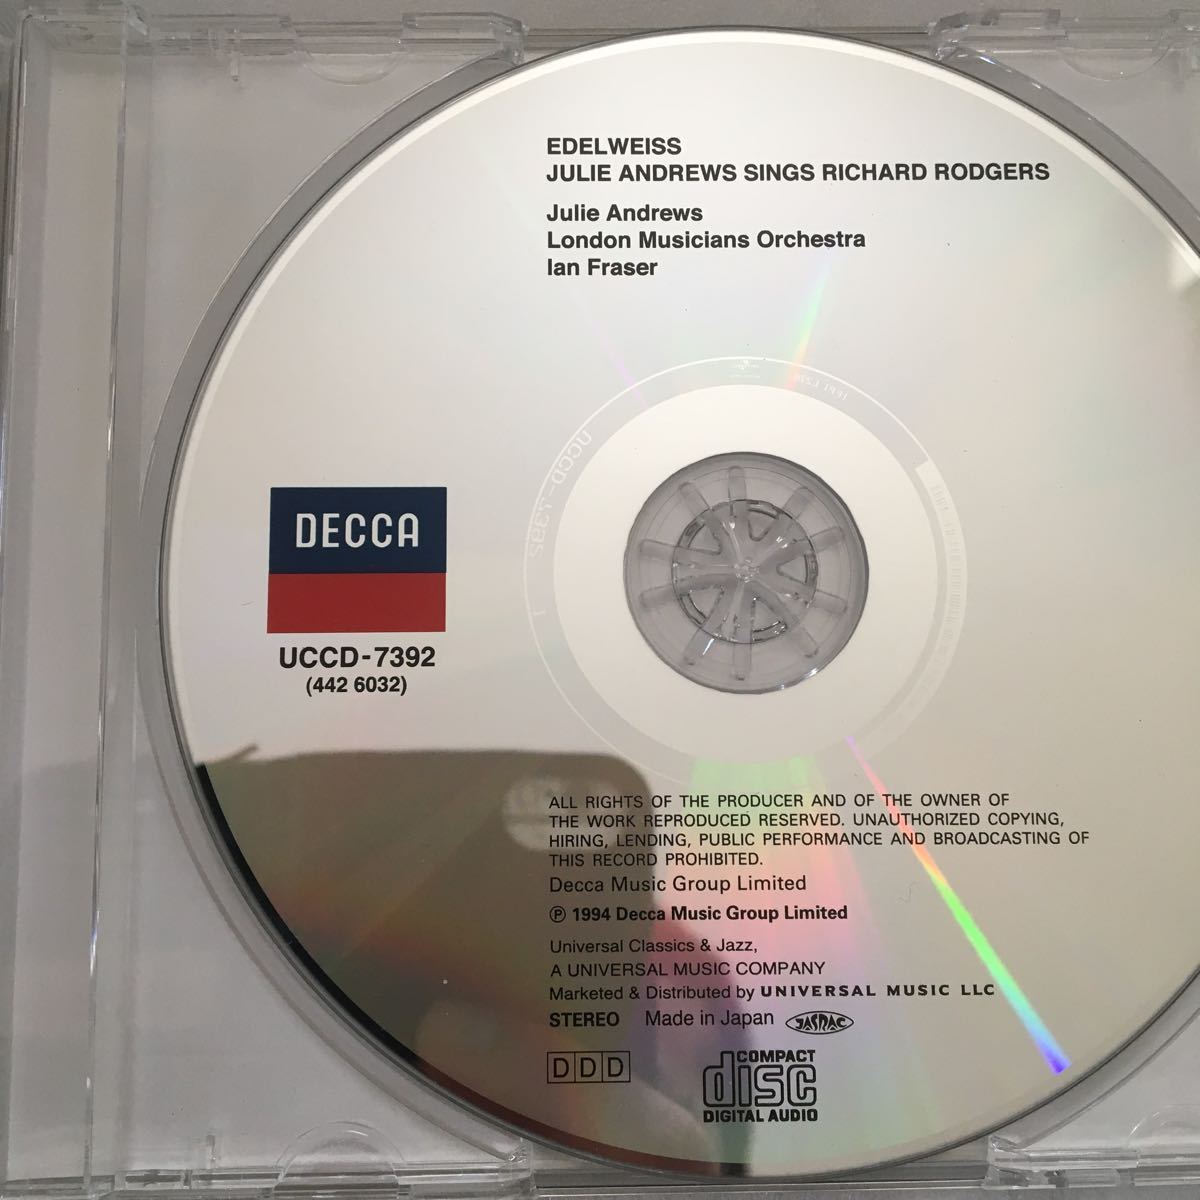 EDELWEISS
JULIE ANDREWS SINGS RICHARD RODGERS
Julie Andrews
London Musicians Orchestra
Ian Fraser
DECCA
UCCD-7392
(442 6032)
UCCD-7392
ALL RIGHTS OF THE PRODUCER AND OF THE OWNER OF
THE WORK REPRODUCED RESERVED. UNAUTHORIZED COPYING,
HIRING, LENDING, PUBLIC PERFORMANCE AND BROADCASTING OF
THIS RECORD PROHIBITED.
Decca Music Group Limited
℗ 1994 Decca Music Group Limited
Universal Classics & Jazz,
A UNIVERSAL MUSIC COMPANY
Marketed & Distributed by UNIVERSAL MUSIC LLC
STEREO Made in Japan JASRAC
DDD
COMPACT
disc
DIGITAL AUDIO